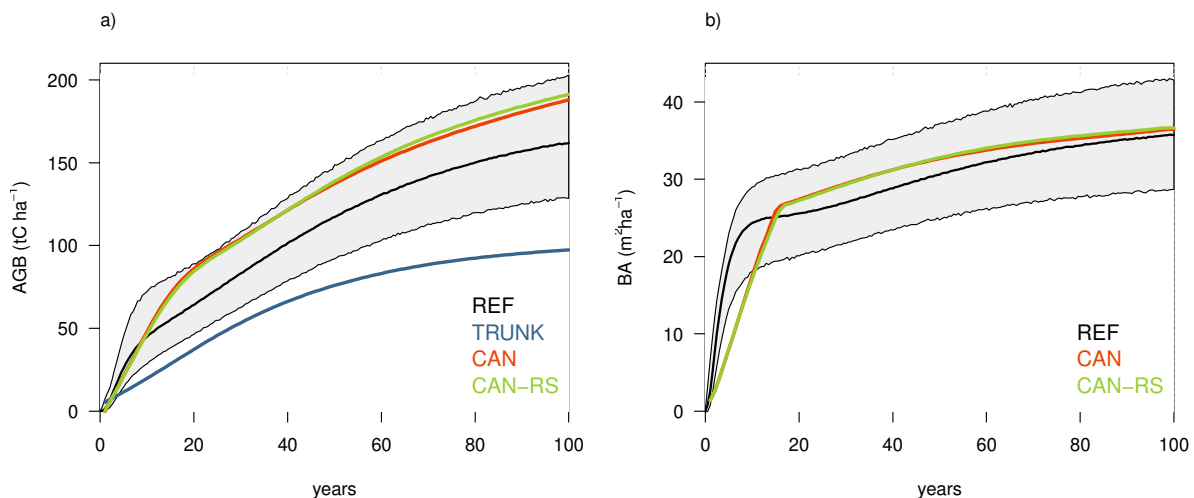 a)
AGB (tC ha⁻¹)
200
150
100
50
0
0 20 40 60 80 100
years
REF
TRUNK
CAN
CAN−RS
b)
BA (m²ha⁻¹)
40
30
20
10
0
0 20 40 60 80 100
years
REF
CAN
CAN−RS